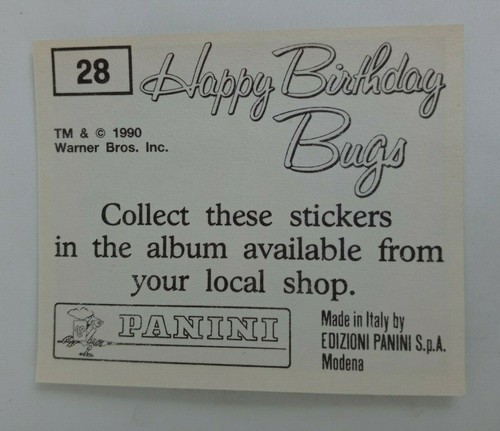 28
Happy Birthday
Bugs
TM & © 1990
Warner Bros. Inc.
Collect these stickers
in the album available from
your local shop.
PANINI
Made in Italy by
EDIZIONI PANINI S.p.A.
Modena